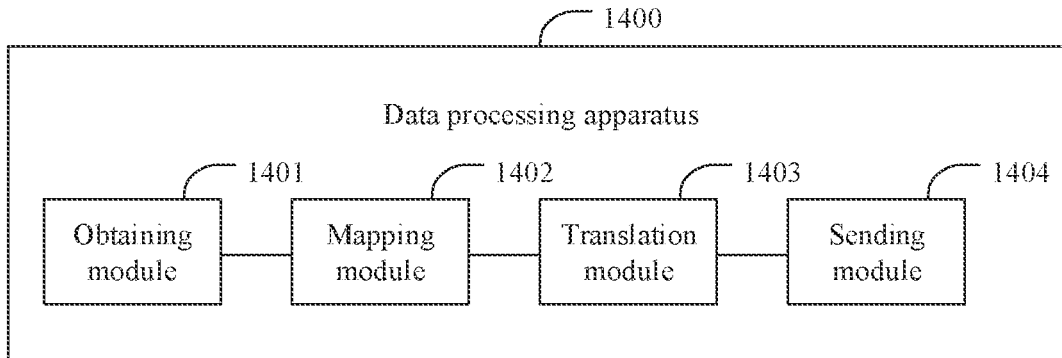 1400
Data processing apparatus
1401
1402
1403
1404
Obtaining
module
Mapping
module
Translation
module
Sending
module